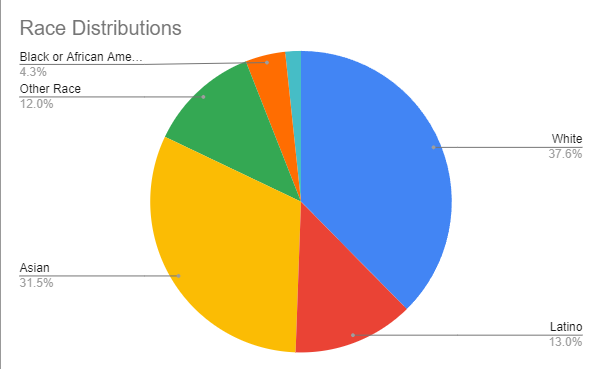 Race Distributions
Black or African Ame…
4.3%
Other Race
12.0%
White
37.6%
Asian
31.5%
Latino
13.0%